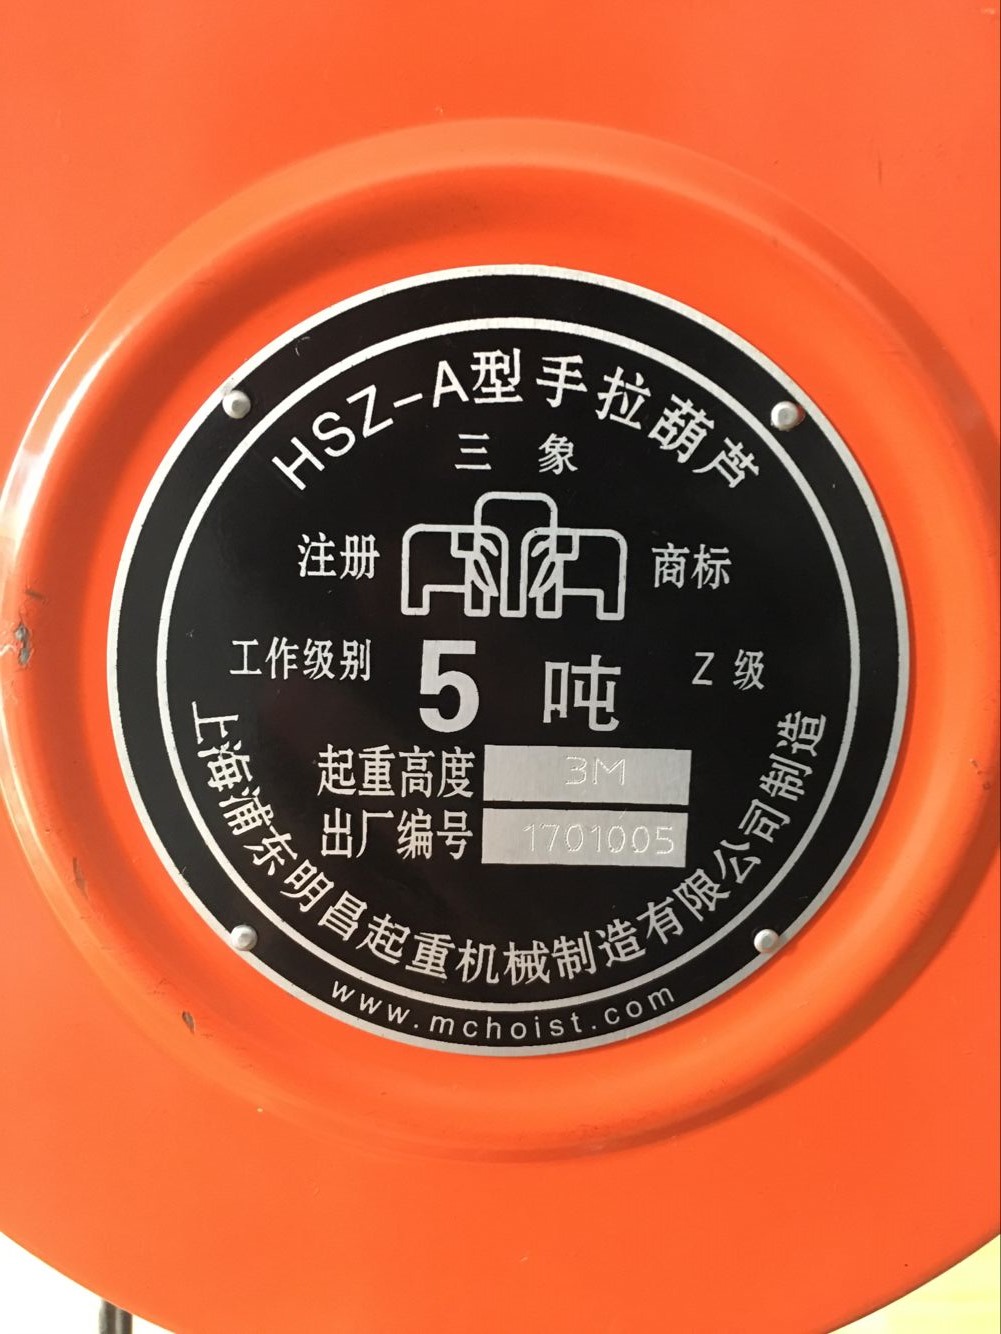 HSZ-A型手拉葫芦
三象
注册 商标
工作级别 5吨 Z级
起重高度 3M
出厂编号 1701005
上海浦东明昌起重机械制造有限公司制造
www.mchoist.com